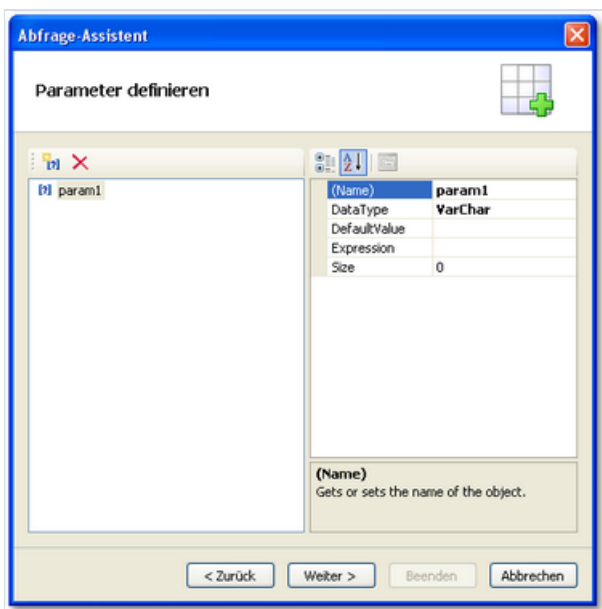 Abfrage-Assistent
Parameter definieren
param1
(Name) param1
DataType VarChar
DefaultValue
Expression
Size 0
(Name)
Gets or sets the name of the object.
< Zurück Weiter > Beenden Abbrechen